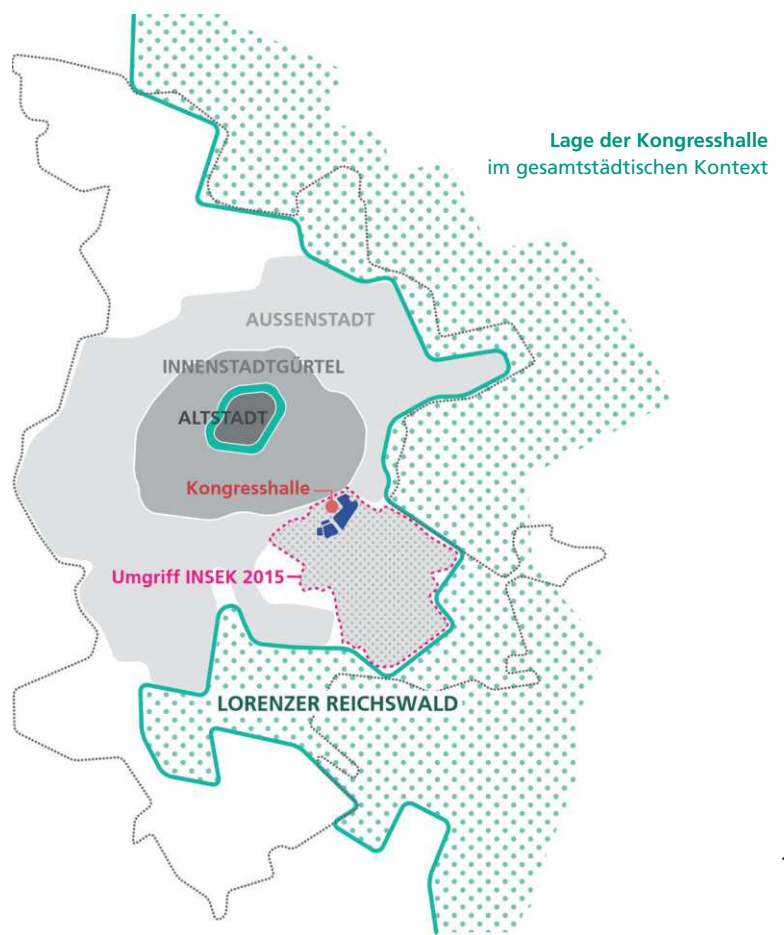 Lage der Kongresshalle
im gesamtstädtischen Kontext
AUSSENSTADT
INNENSTADTGÜRTEL
ALTSTADT
Kongresshalle
Umgriff INSEK 2015
LORENZER REICHSWALD